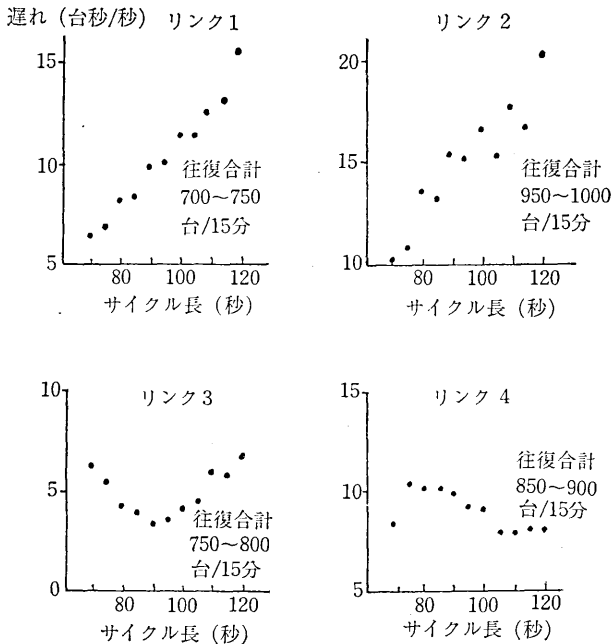 遅れ (台秒/秒)
リンク1
15
10
5
往復合計
700～750
台/15分
80 100 120
サイクル長 (秒)
リンク2
20
15
10
往復合計
950～1000
台/15分
80 100 120
サイクル長 (秒)
リンク3
10
5
0
往復合計
750～800
台/15分
80 100 120
サイクル長 (秒)
リンク4
15
10
5
往復合計
850～900
台/15分
80 100 120
サイクル長 (秒)